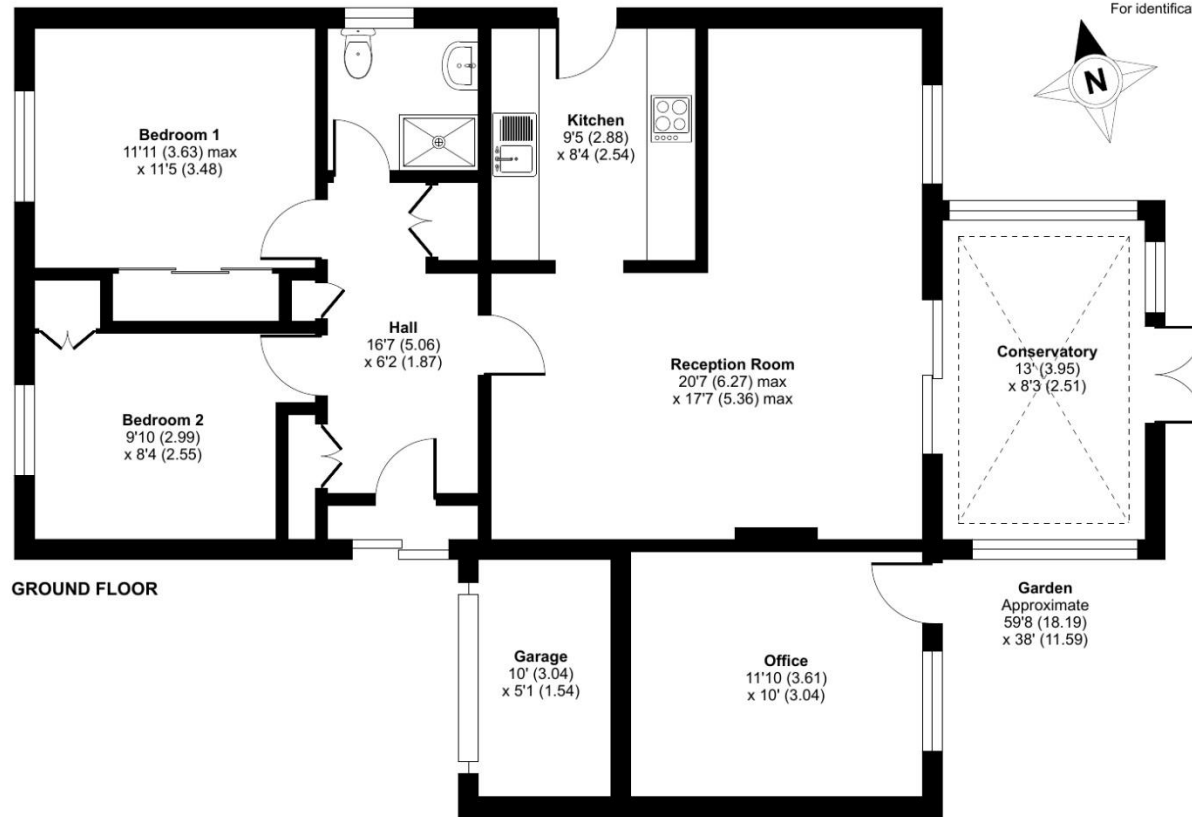 For identifica
N
Bedroom 1
11'11 (3.63) max
x 11'5 (3.48)
Kitchen
9'5 (2.88)
x 8'4 (2.54)
Hall
16'7 (5.06)
x 6'2 (1.87)
Reception Room
20'7 (6.27) max
x 17'7 (5.36) max
Conservatory
13' (3.95)
x 8'3 (2.51)
Bedroom 2
9'10 (2.99)
x 8'4 (2.55)
GROUND FLOOR
Garden
Approximate
59'8 (18.19)
x 38' (11.59)
Garage
10' (3.04)
x 5'1 (1.54)
Office
11'10 (3.61)
x 10' (3.04)